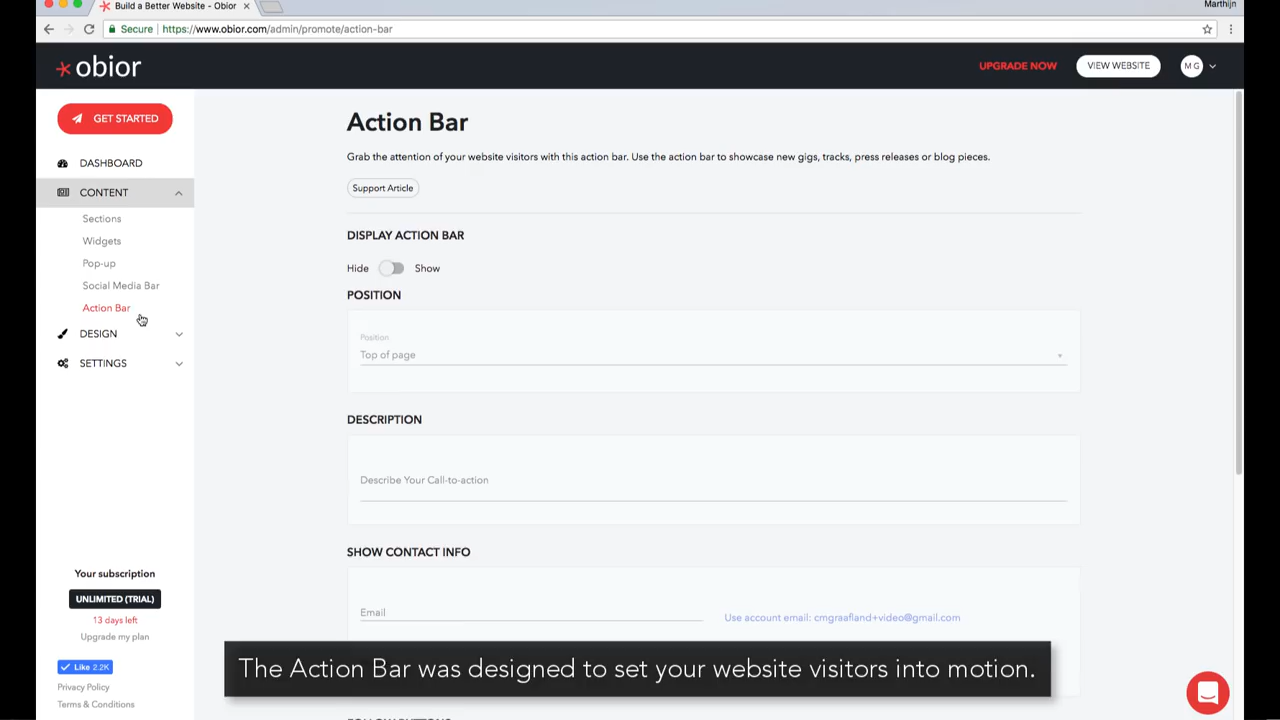 Build a Better Website - Obior
Marthijn
Secure
https://www.obior.com/admin/promote/action-bar
obior
UPGRADE NOW
VIEW WEBSITE
M G
GET STARTED
DASHBOARD
CONTENT
Sections
Widgets
Pop-up
Social Media Bar
Action Bar
DESIGN
SETTINGS
Your subscription
UNLIMITED (TRIAL)
13 days left
Upgrade my plan
Like 2.2K
Privacy Policy
Terms & Conditions
Action Bar
Grab the attention of your website visitors with this action bar. Use the action bar to showcase new gigs, tracks, press releases or blog pieces.
Support Article
DISPLAY ACTION BAR
Hide Show
POSITION
Position
Top of page
DESCRIPTION
Describe Your Call-to-action
SHOW CONTACT INFO
Email
Use account email: cmgraafland+video@gmail.com
The Action Bar was designed to set your website visitors into motion.